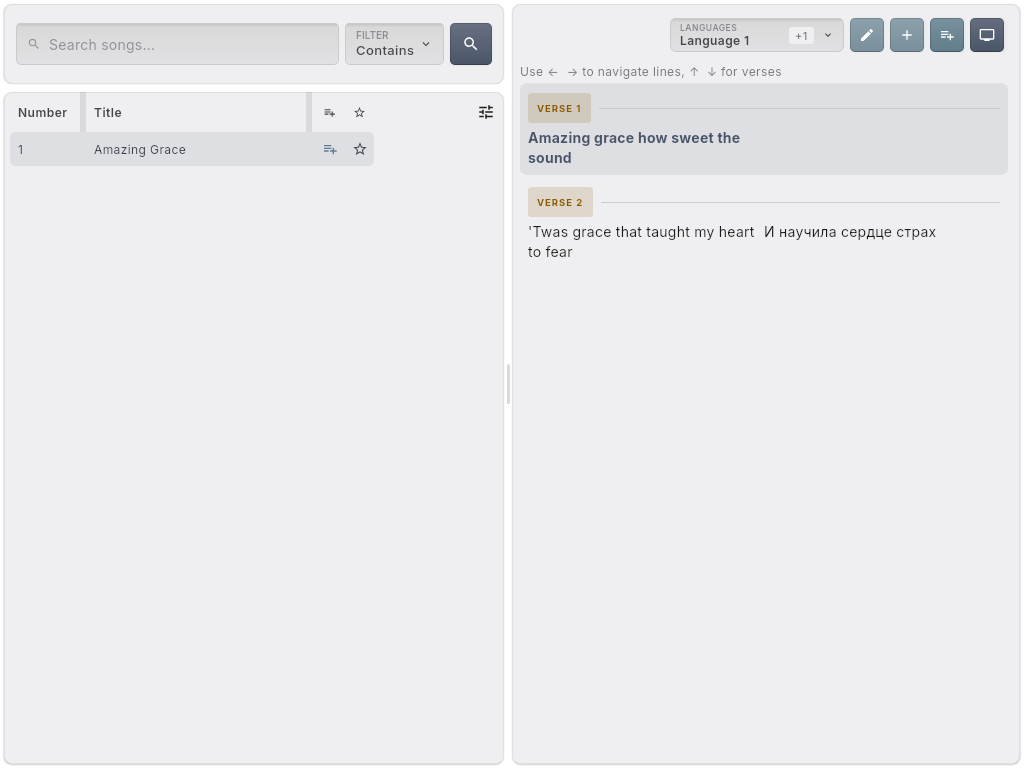 Search songs...
FILTER
Contains
Number Title
1 Amazing Grace
LANGUAGES
Language 1 +1
Use ← → to navigate lines, ↑ ↓ for verses
VERSE 1
Amazing grace how sweet the
sound
VERSE 2
'Twas grace that taught my heart И научила сердце страх
to fear